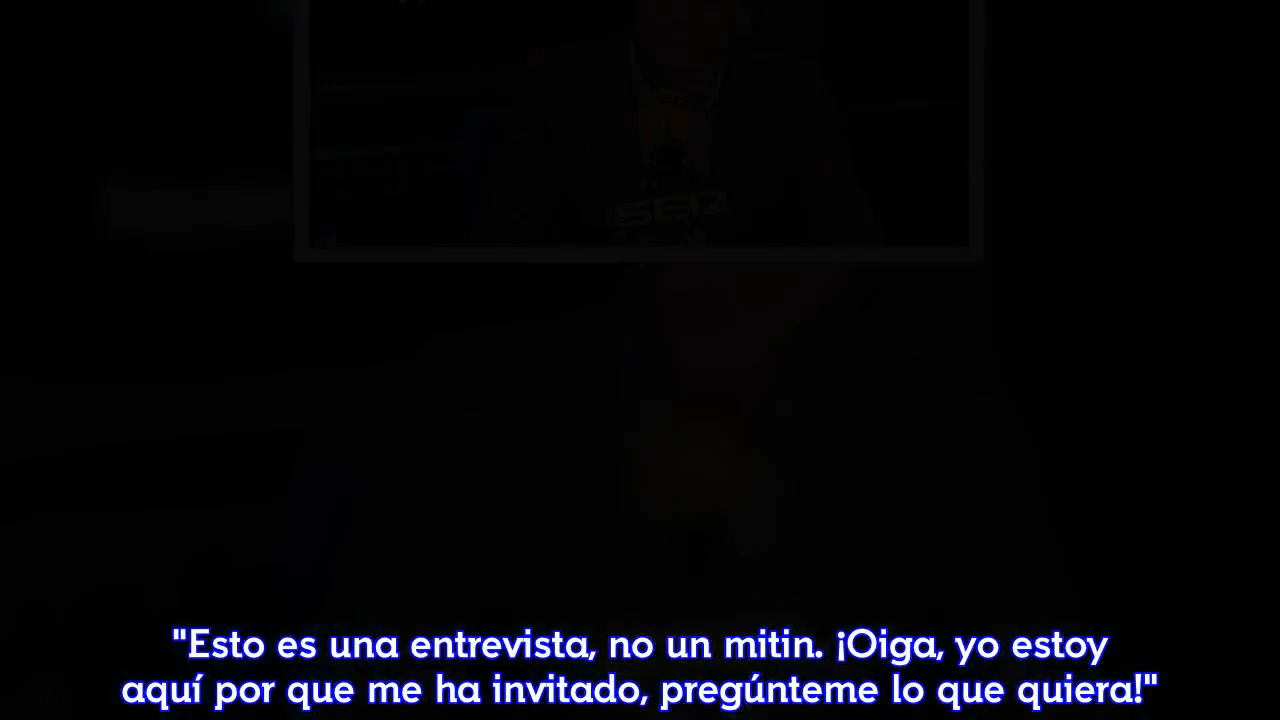 SER
"Esto es una entrevista, no un mitin. ¡Oiga, yo estoy
aquí por que me ha invitado, pregúnteme lo que quiera!"